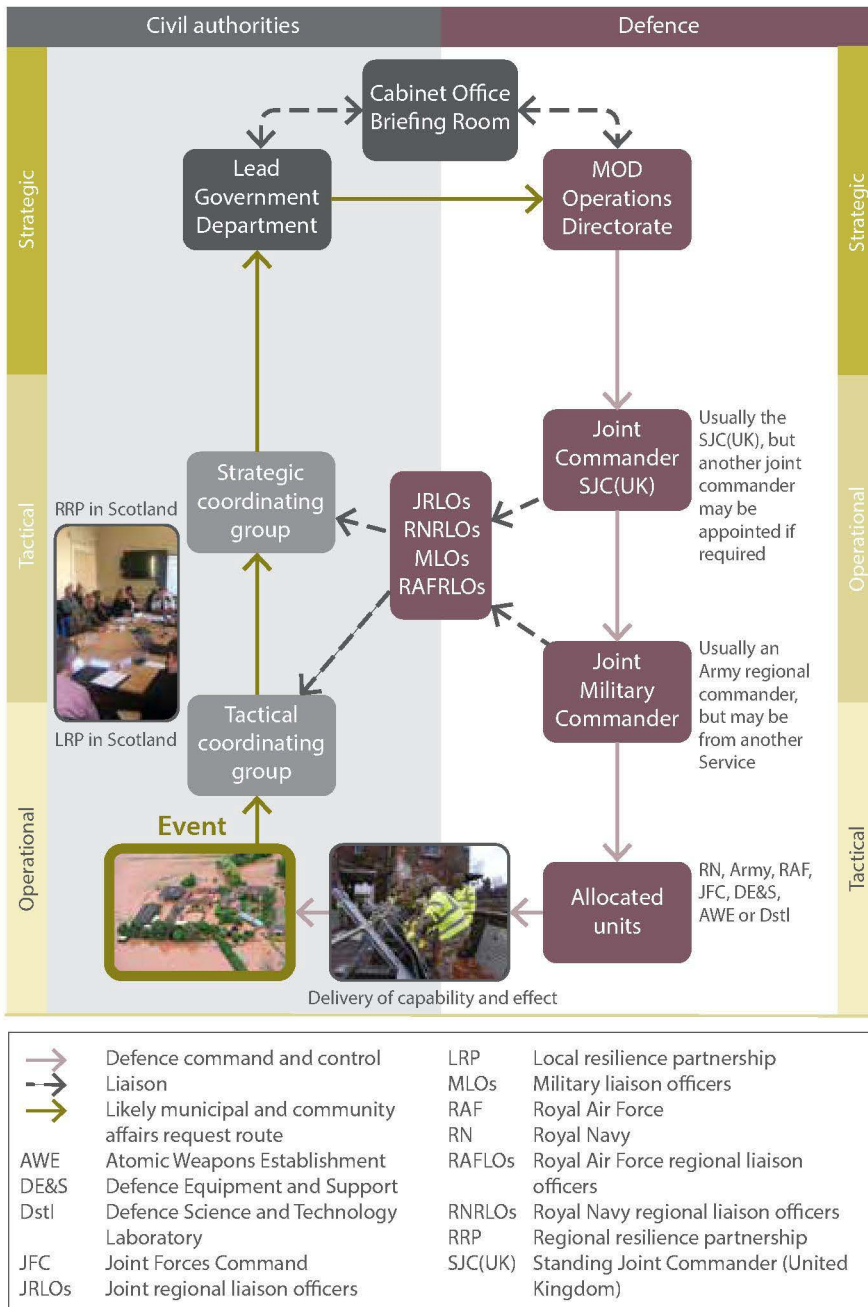 Civil authorities
Defence
Strategic
Strategic
Cabinet Office
Briefing Room
Lead
Government
Department
MOD
Operations
Directorate
Tactical
Operational
Joint
Commander
SJC(UK)
Usually the
SJC(UK), but
another joint
commander
may be
appointed if
required
Strategic
coordinating
group
JRLOs
RNRLOs
MLOs
RAFRLOs
RRP in Scotland
LRP in Scotland
Joint
Military
Commander
Usually an
Army regional
commander,
but may be
from another
Service
Tactical
coordinating
group
Operational
Tactical
Event
Allocated
units
RN, Army, RAF,
JFC, DE&S,
AWE or Dstl
Delivery of capability and effect
Defence command and control
Liaison
Likely municipal and community
affairs request route
AWE Atomic Weapons Establishment
DE&S Defence Equipment and Support
Dstl Defence Science and Technology
Laboratory
JFC Joint Forces Command
JRLOs Joint regional liaison officers
LRP Local resilience partnership
MLOs Military liaison officers
RAF Royal Air Force
RN Royal Navy
RAFLOs Royal Air Force regional liaison
officers
RNRLOs Royal Navy regional liaison officers
RRP Regional resilience partnership
SJC(UK) Standing Joint Commander (United
Kingdom)